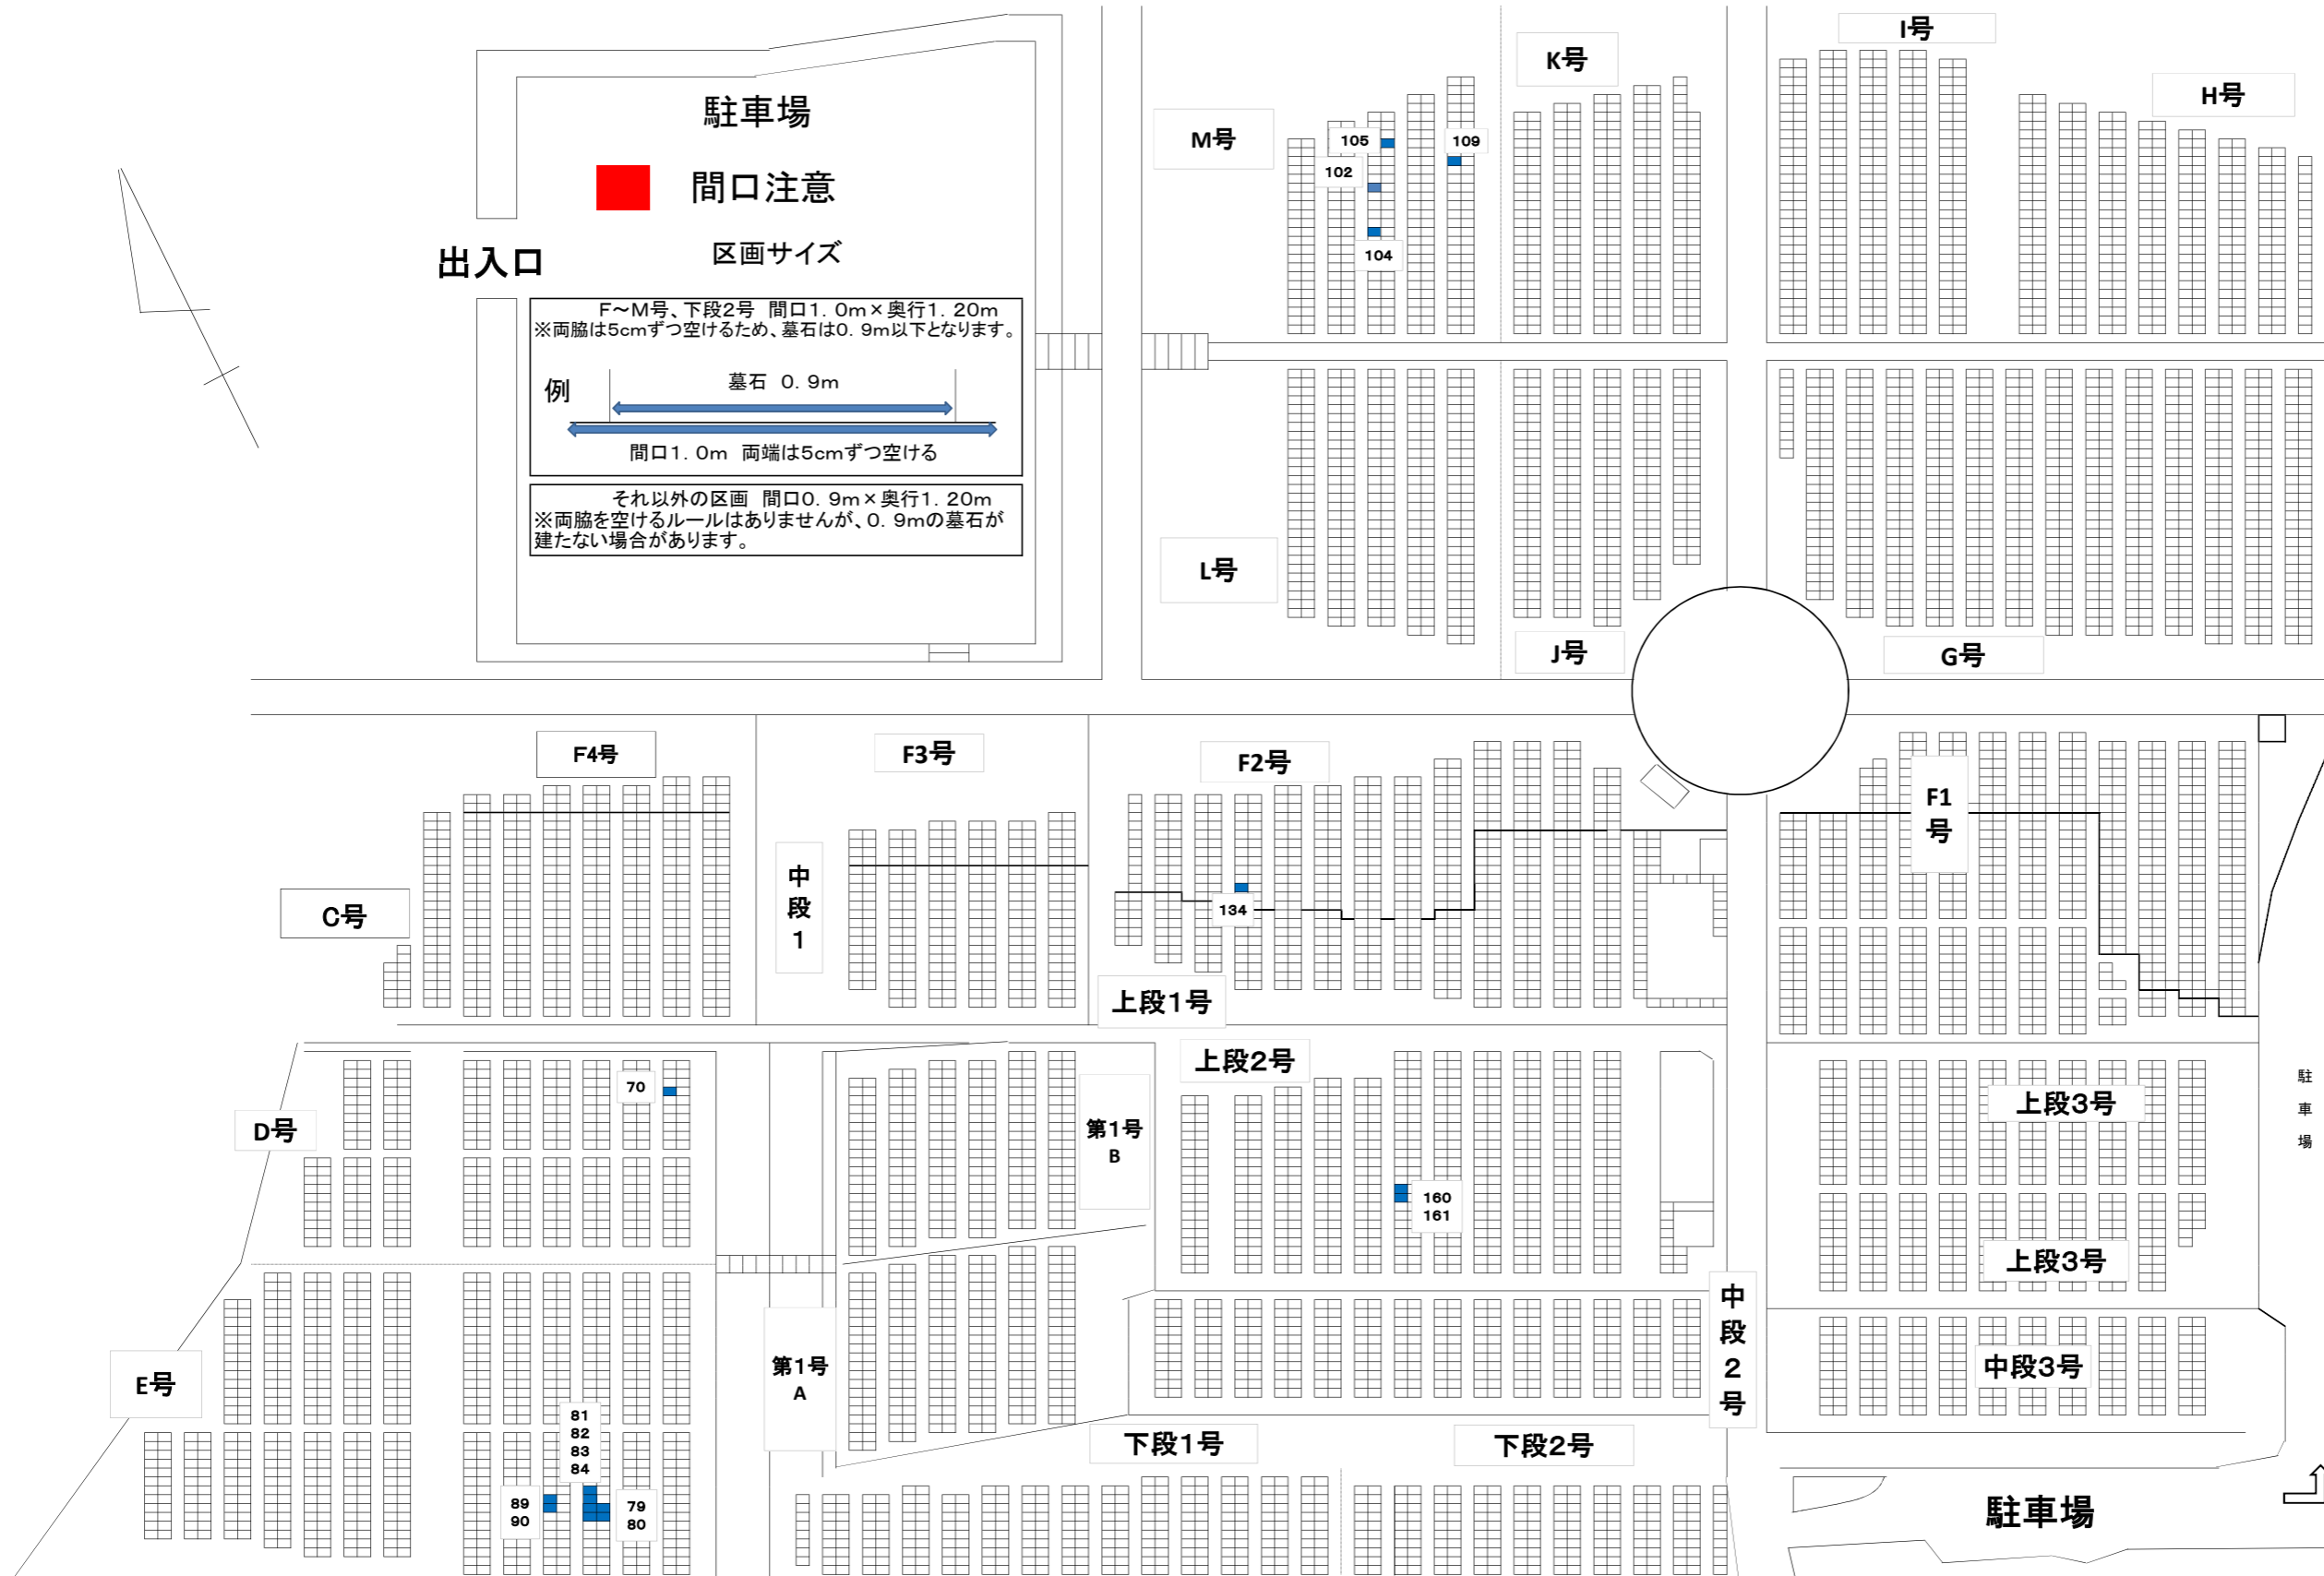 駐車場
間口注意
出入口
区画サイズ
F～M号、下段2号 間口1. 0m×奥行1. 20m
※両脇は5cmずつ空けるため、墓石は0. 9m以下となります。
例
墓石 0. 9m
間口1. 0m 両端は5cmずつ空ける
それ以外の区画 間口0. 9m×奥行1. 20m
※両脇を空けるルールはありませんが、0. 9mの墓石が
建たない場合があります。
M号
105
102
104
109
K号
I号
H号
L号
J号
G号
F4号
F3号
F2号
F1
号
C号
中
段
1
134
上段1号
D号
70
第1号
B
上段2号
160
161
上段3号
上段3号
駐
車
場
E号
81
82
83
84
89
90
79
80
第1号
A
中
段
2
号
中段3号
下段1号
下段2号
駐車場